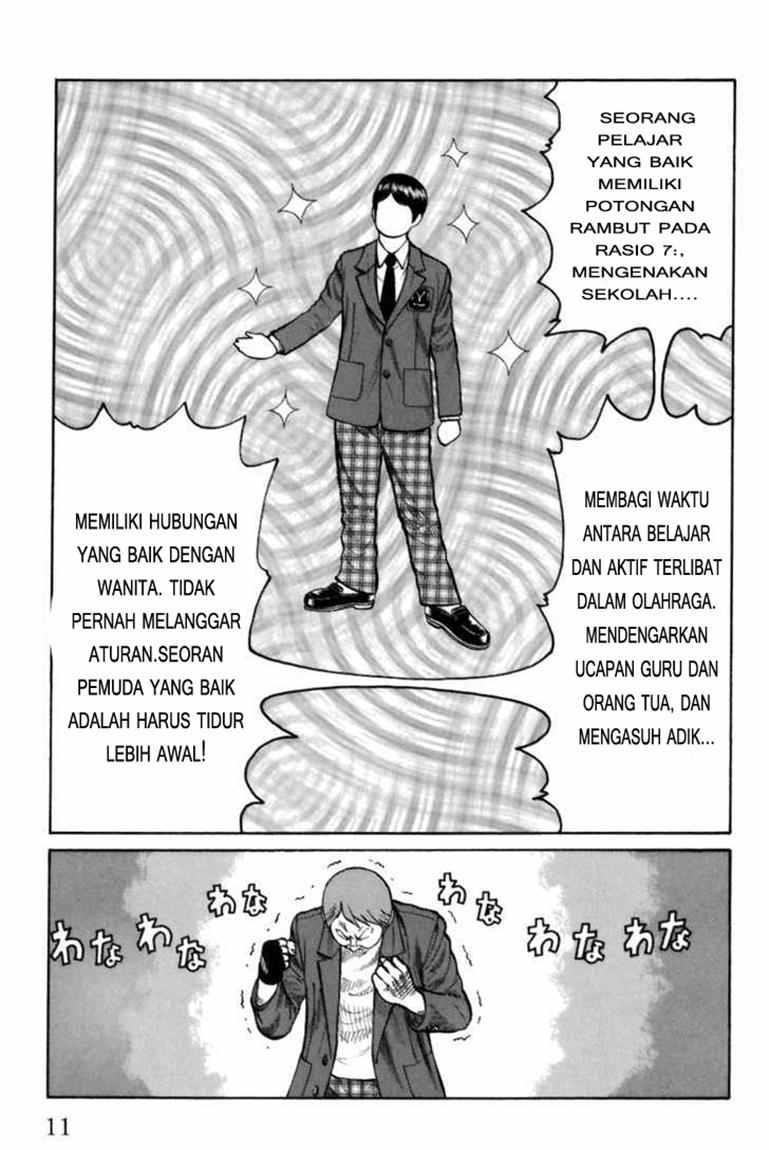 SEORANG
PELAJAR
YANG BAIK
MEMILIKI
POTONGAN
RAMBUT PADA
RASIO 7:,
MENGENAKAN
SEKOLAH....
MEMBAGI WAKTU
ANTARA BELAJAR
DAN AKTIF TERLIBAT
DALAM OLAHRAGA.
MENDENGARKAN
UCAPAN GURU DAN
ORANG TUA, DAN
MENGASUH ADIK...
MEMILIKI HUBUNGAN
YANG BAIK DENGAN
WANITA. TIDAK
PERNAH MELANGGAR
ATURAN.SEORAN
PEMUDA YANG BAIK
ADALAH HARUS TIDUR
LEBIH AWAL!
わな
わな
わな
わな
わな
わな
11